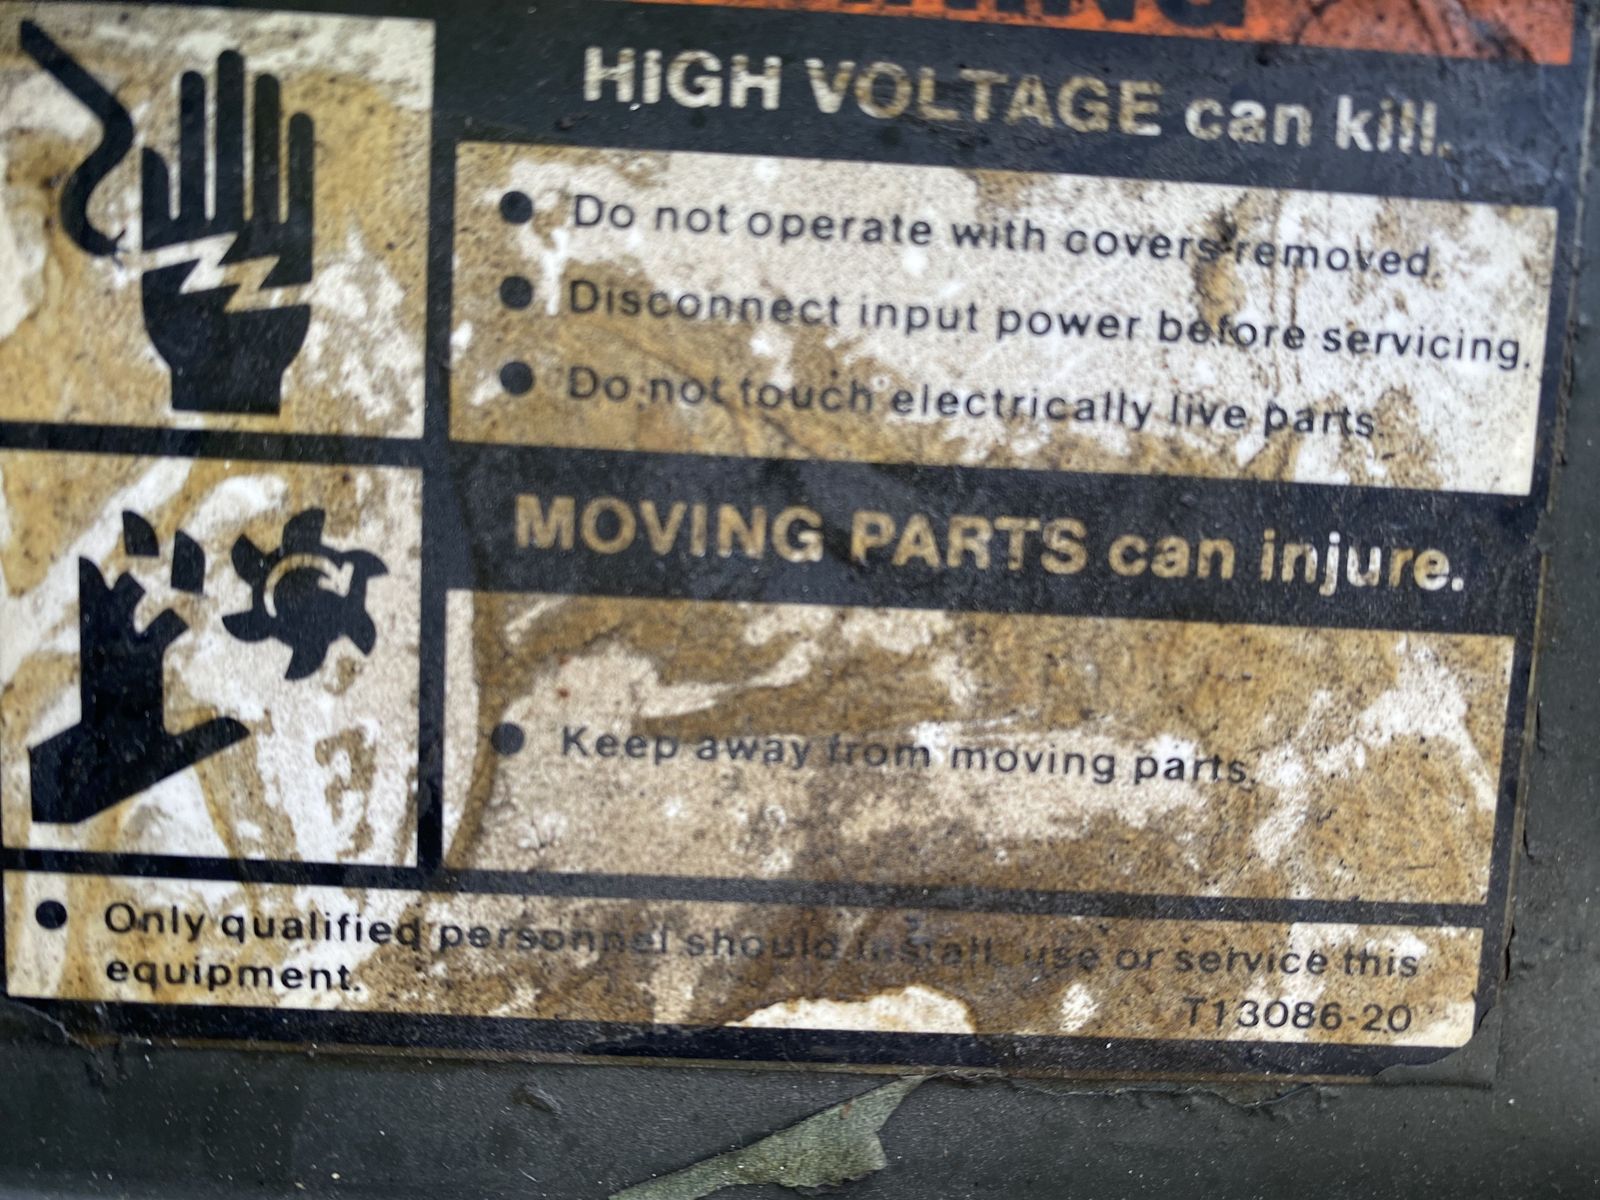 HIGH VOLTAGE can kill.
● Do not operate with covers removed.
● Disconnect input power before servicing.
● Do not touch electrically live parts.
MOVING PARTS can injure.
● Keep away from moving parts.
● Only qualified personnel should install, use or service this
equipment.
T13086-20